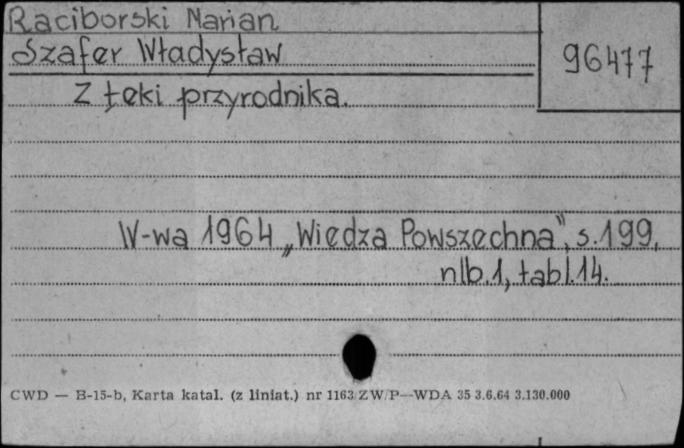 Raciborski Marian
Szafer Władysław
96477
Z teki przyrodnika.
W-wa 1964 „Wiedza Powszechna", s.199,
nlb.1, tabl.14.
CWD — B-15-b, Karta katal. (z liniat.) nr 1163 ZW/P—WDA 35 3.6.64 3.130.000